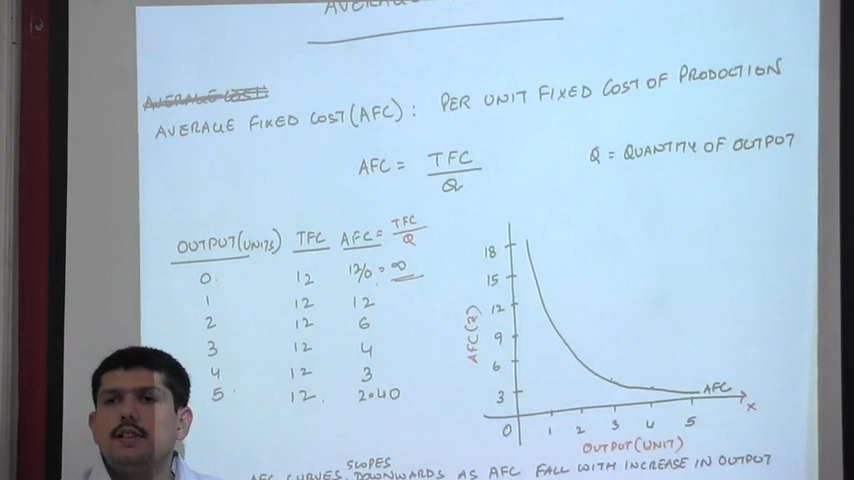 AVERAGE
AVERAGE COST
AVERAGE FIXED COST (AFC) : PER UNIT FIXED COST OF PRODUCTION
AFC = TFC/Q
Q = QUANTITY OF OUTPUT
OUTPUT (UNITS) TFC AFC = TFC/Q
0 12 12/0 = ∞
1 12 12
2 12 6
3 12 4
4 12 3
5 12 2.40
18
15
12
9
6
3
AFC (₹)
AFC
X
0 1 2 3 4 5
OUTPUT (UNIT)
AFC CURVES SLOPES DOWNWARDS AS AFC FALL WITH INCREASE IN OUTPUT